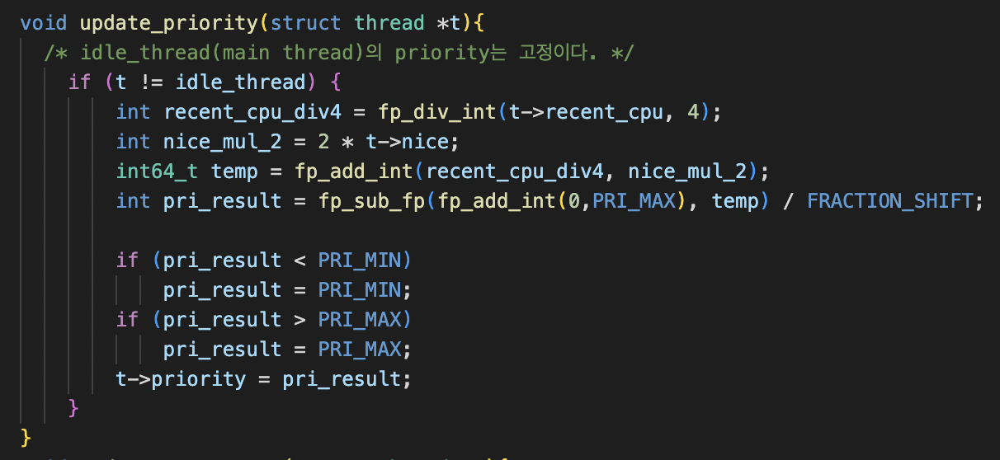 void update_priority(struct thread *t){
/* idle_thread(main thread)의 priority는 고정이다. */
if (t != idle_thread) {
int recent_cpu_div4 = fp_div_int(t->recent_cpu, 4);
int nice_mul_2 = 2 * t->nice;
int64_t temp = fp_add_int(recent_cpu_div4, nice_mul_2);
int pri_result = fp_sub_fp(fp_add_int(0,PRI_MAX), temp) / FRACTION_SHIFT;
if (pri_result < PRI_MIN)
pri_result = PRI_MIN;
if (pri_result > PRI_MAX)
pri_result = PRI_MAX;
t->priority = pri_result;
}
}